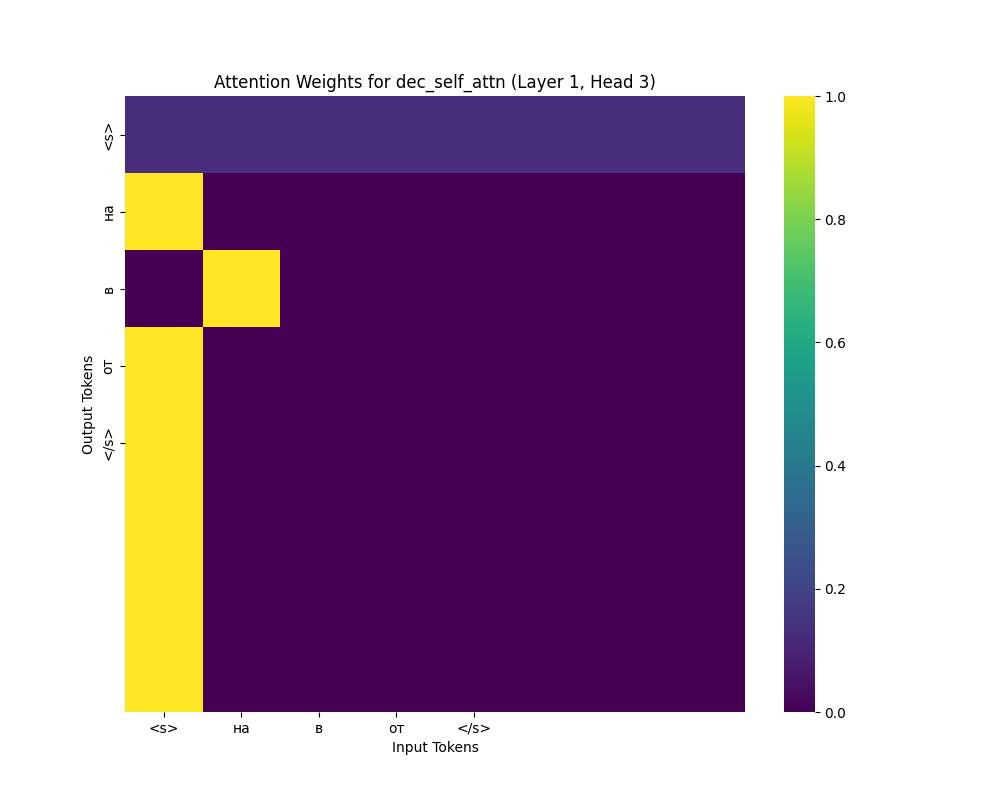 Attention Weights for dec_self_attn (Layer 1, Head 3)
Output Tokens
<s>
на
в
от
</s>
<s> на в от </s>
Input Tokens
1.0
0.8
0.6
0.4
0.2
0.0